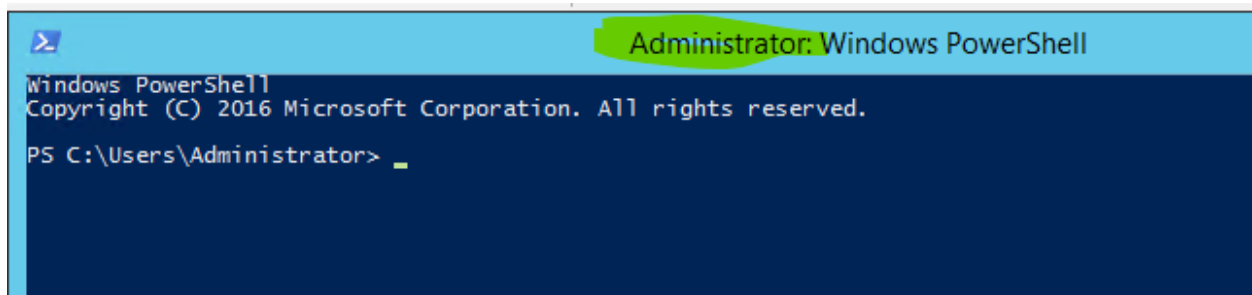 Administrator: Windows PowerShell
Windows PowerShell
Copyright (C) 2016 Microsoft Corporation. All rights reserved.
PS C:\Users\Administrator> _